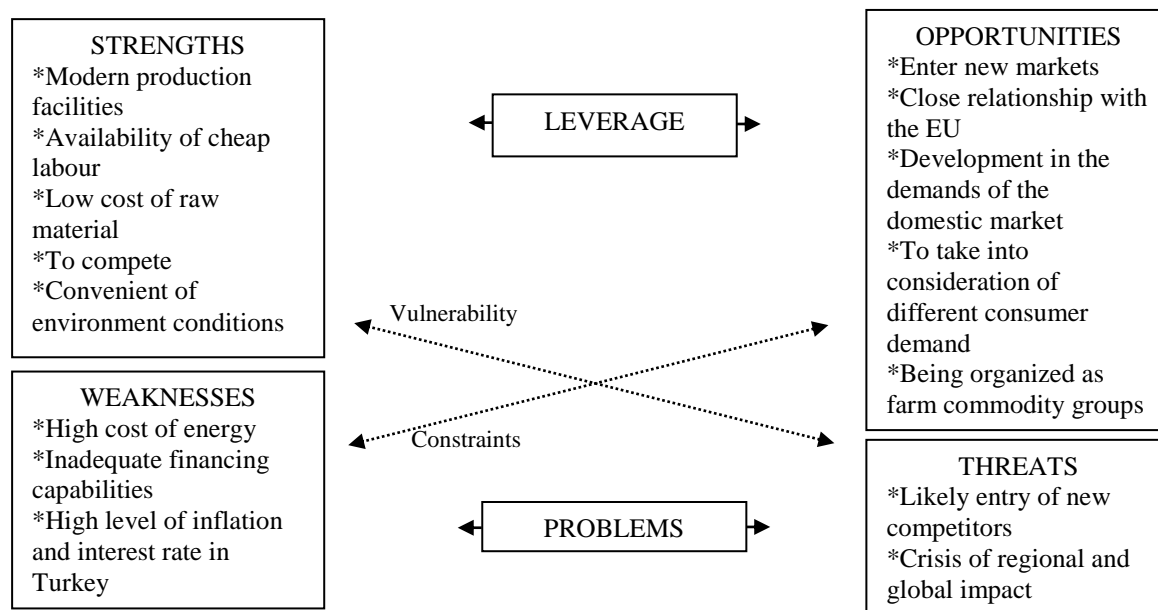 STRENGTHS
*Modern production
facilities
*Availability of cheap
labour
*Low cost of raw
material
*To compete
*Convenient of
environment conditions
WEAKNESSES
*High cost of energy
*Inadequate financing
capabilities
*High level of inflation
and interest rate in
Turkey
LEVERAGE
Vulnerability
Constraints
PROBLEMS
OPPORTUNITIES
*Enter new markets
*Close relationship with
the EU
*Development in the
demands of the
domestic market
*To take into
consideration of
different consumer
demand
*Being organized as
farm commodity groups
THREATS
*Likely entry of new
competitors
*Crisis of regional and
global impact